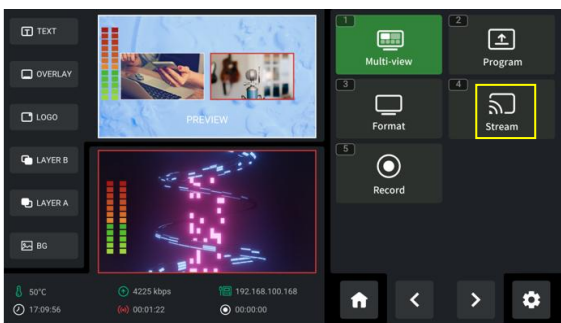 TEXT
OVERLAY
LOGO
LAYER B
LAYER A
BG
PREVIEW
50°C
4225 kbps
192.168.100.168
17:09:56
00:01:22
00:00:00
1
Multi-view
2
Program
3
Format
4
Stream
5
Record